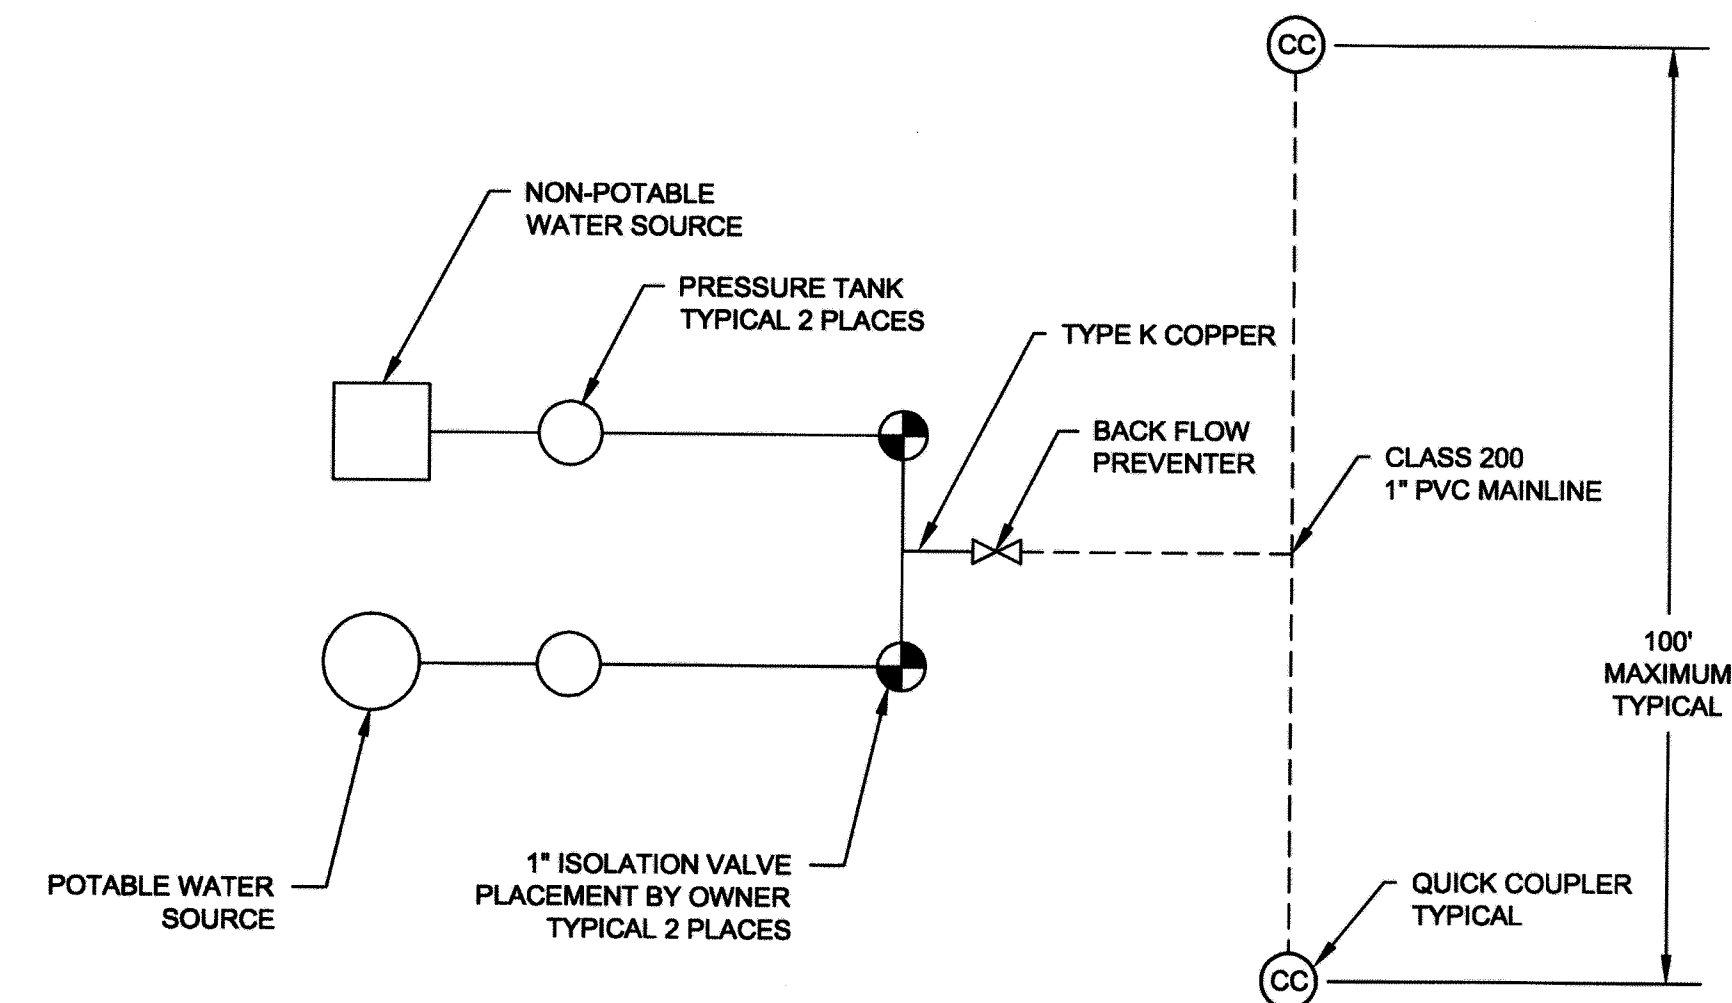 CC
NON-POTABLE
WATER SOURCE
PRESSURE TANK
TYPICAL 2 PLACES
TYPE K COPPER
BACK FLOW
PREVENTER
CLASS 200
1" PVC MAINLINE
100'
MAXIMUM
TYPICAL
POTABLE WATER
SOURCE
1" ISOLATION VALVE
PLACEMENT BY OWNER
TYPICAL 2 PLACES
QUICK COUPLER
TYPICAL
CC